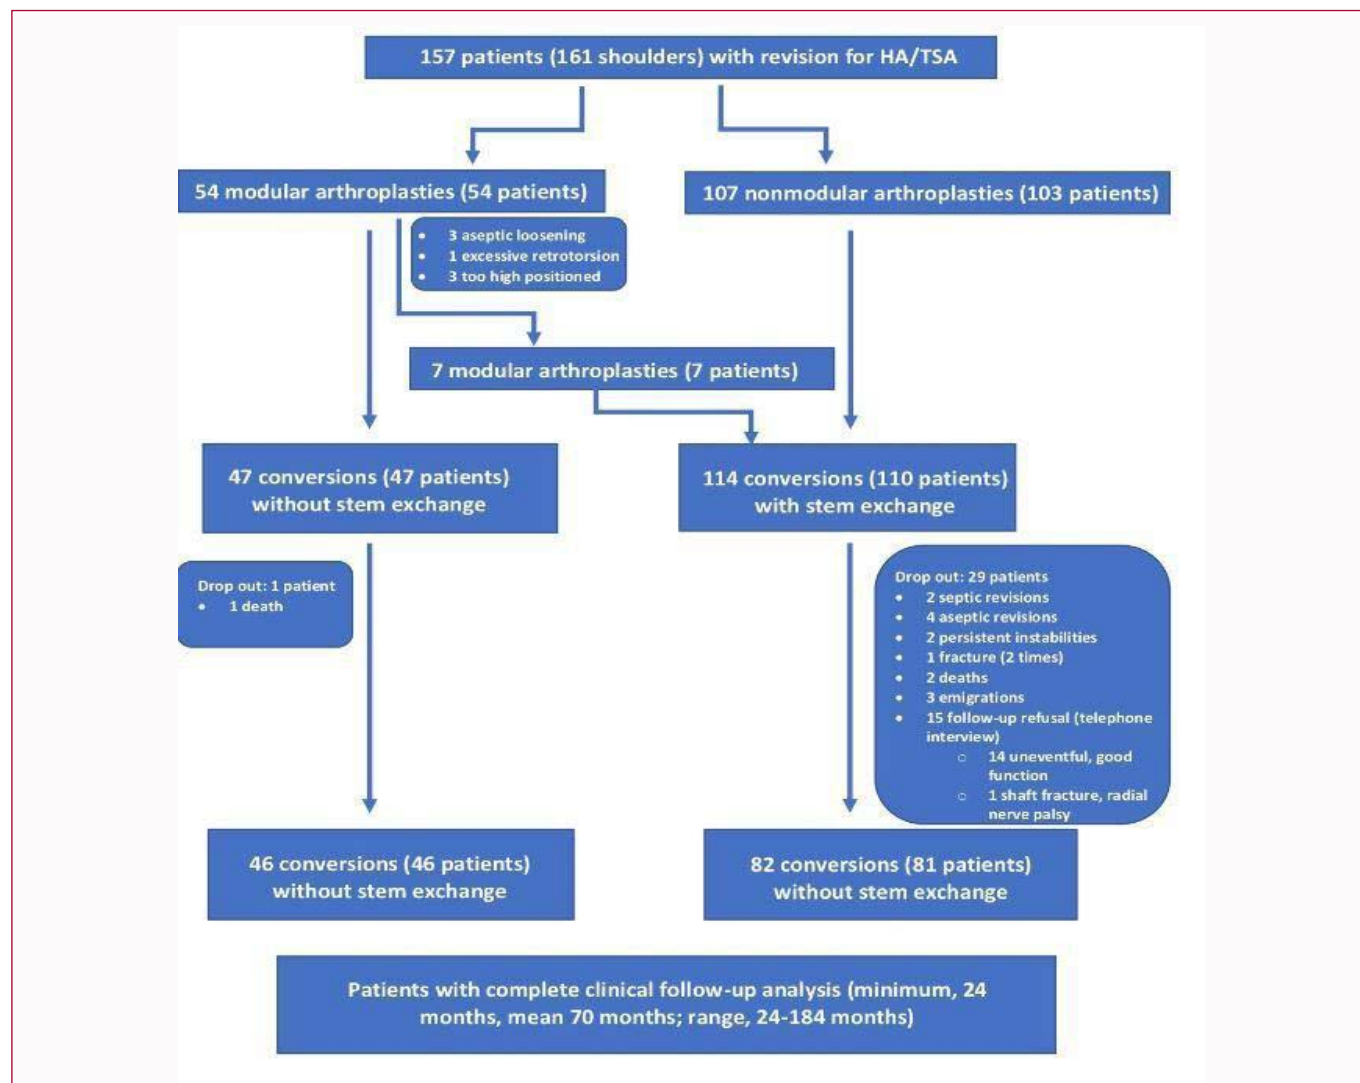 157 patients (161 shoulders) with revision for HA/TSA
54 modular arthroplasties (54 patients)
107 nonmodular arthroplasties (103 patients)
• 3 aseptic loosening
• 1 excessive retrotorsion
• 3 too high positioned
7 modular arthroplasties (7 patients)
47 conversions (47 patients)
without stem exchange
114 conversions (110 patients)
with stem exchange
Drop out: 1 patient
• 1 death
Drop out: 29 patients
• 2 septic revisions
• 4 aseptic revisions
• 2 persistent instabilities
• 1 fracture (2 times)
• 2 deaths
• 3 emigrations
• 15 follow-up refusal (telephone
interview)
o 14 uneventful, good
function
o 1 shaft fracture, radial
nerve palsy
46 conversions (46 patients)
without stem exchange
82 conversions (81 patients)
without stem exchange
Patients with complete clinical follow-up analysis (minimum, 24
months, mean 70 months; range, 24-184 months)